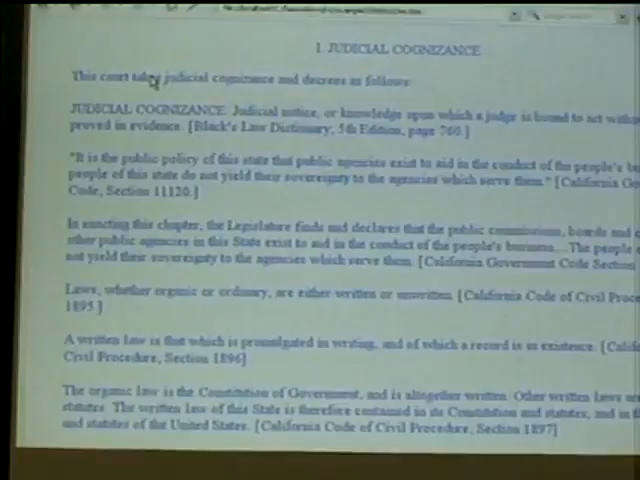 I. JUDICIAL COGNIZANCE
This court takes judicial cognizance and decrees as follows:
JUDICIAL COGNIZANCE. Judicial notice, or knowledge upon which a judge is bound to act
proved in evidence. [Black's Law Dictionary, 5th Edition, page 760.]
"It is the public policy of this state that public agencies exist to aid in the conduct of the people's
people of this state do not yield their sovereignty to the agencies which serve them." [California
Code, Section 11120.]
In enacting this chapter, the Legislature finds and declares that the public commissions, boards and
other public agencies in this State exist to aid in the conduct of the people's business....The people
not yield their sovereignty to the agencies which serve them. [California Government Code Section
Laws, whether organic or ordinary, are either written or unwritten. [California Code of Civil
1895.]
A written law is that which is promulgated in writing, and of which a record is in existence.
Civil Procedure, Section 1896]
The organic law is the Constitution of Government, and is altogether written. Other written laws
statutes. The written law of this State is therefore contained in its Constitution and statutes, and in
and statutes of the United States. [California Code of Civil Procedure, Section 1897]